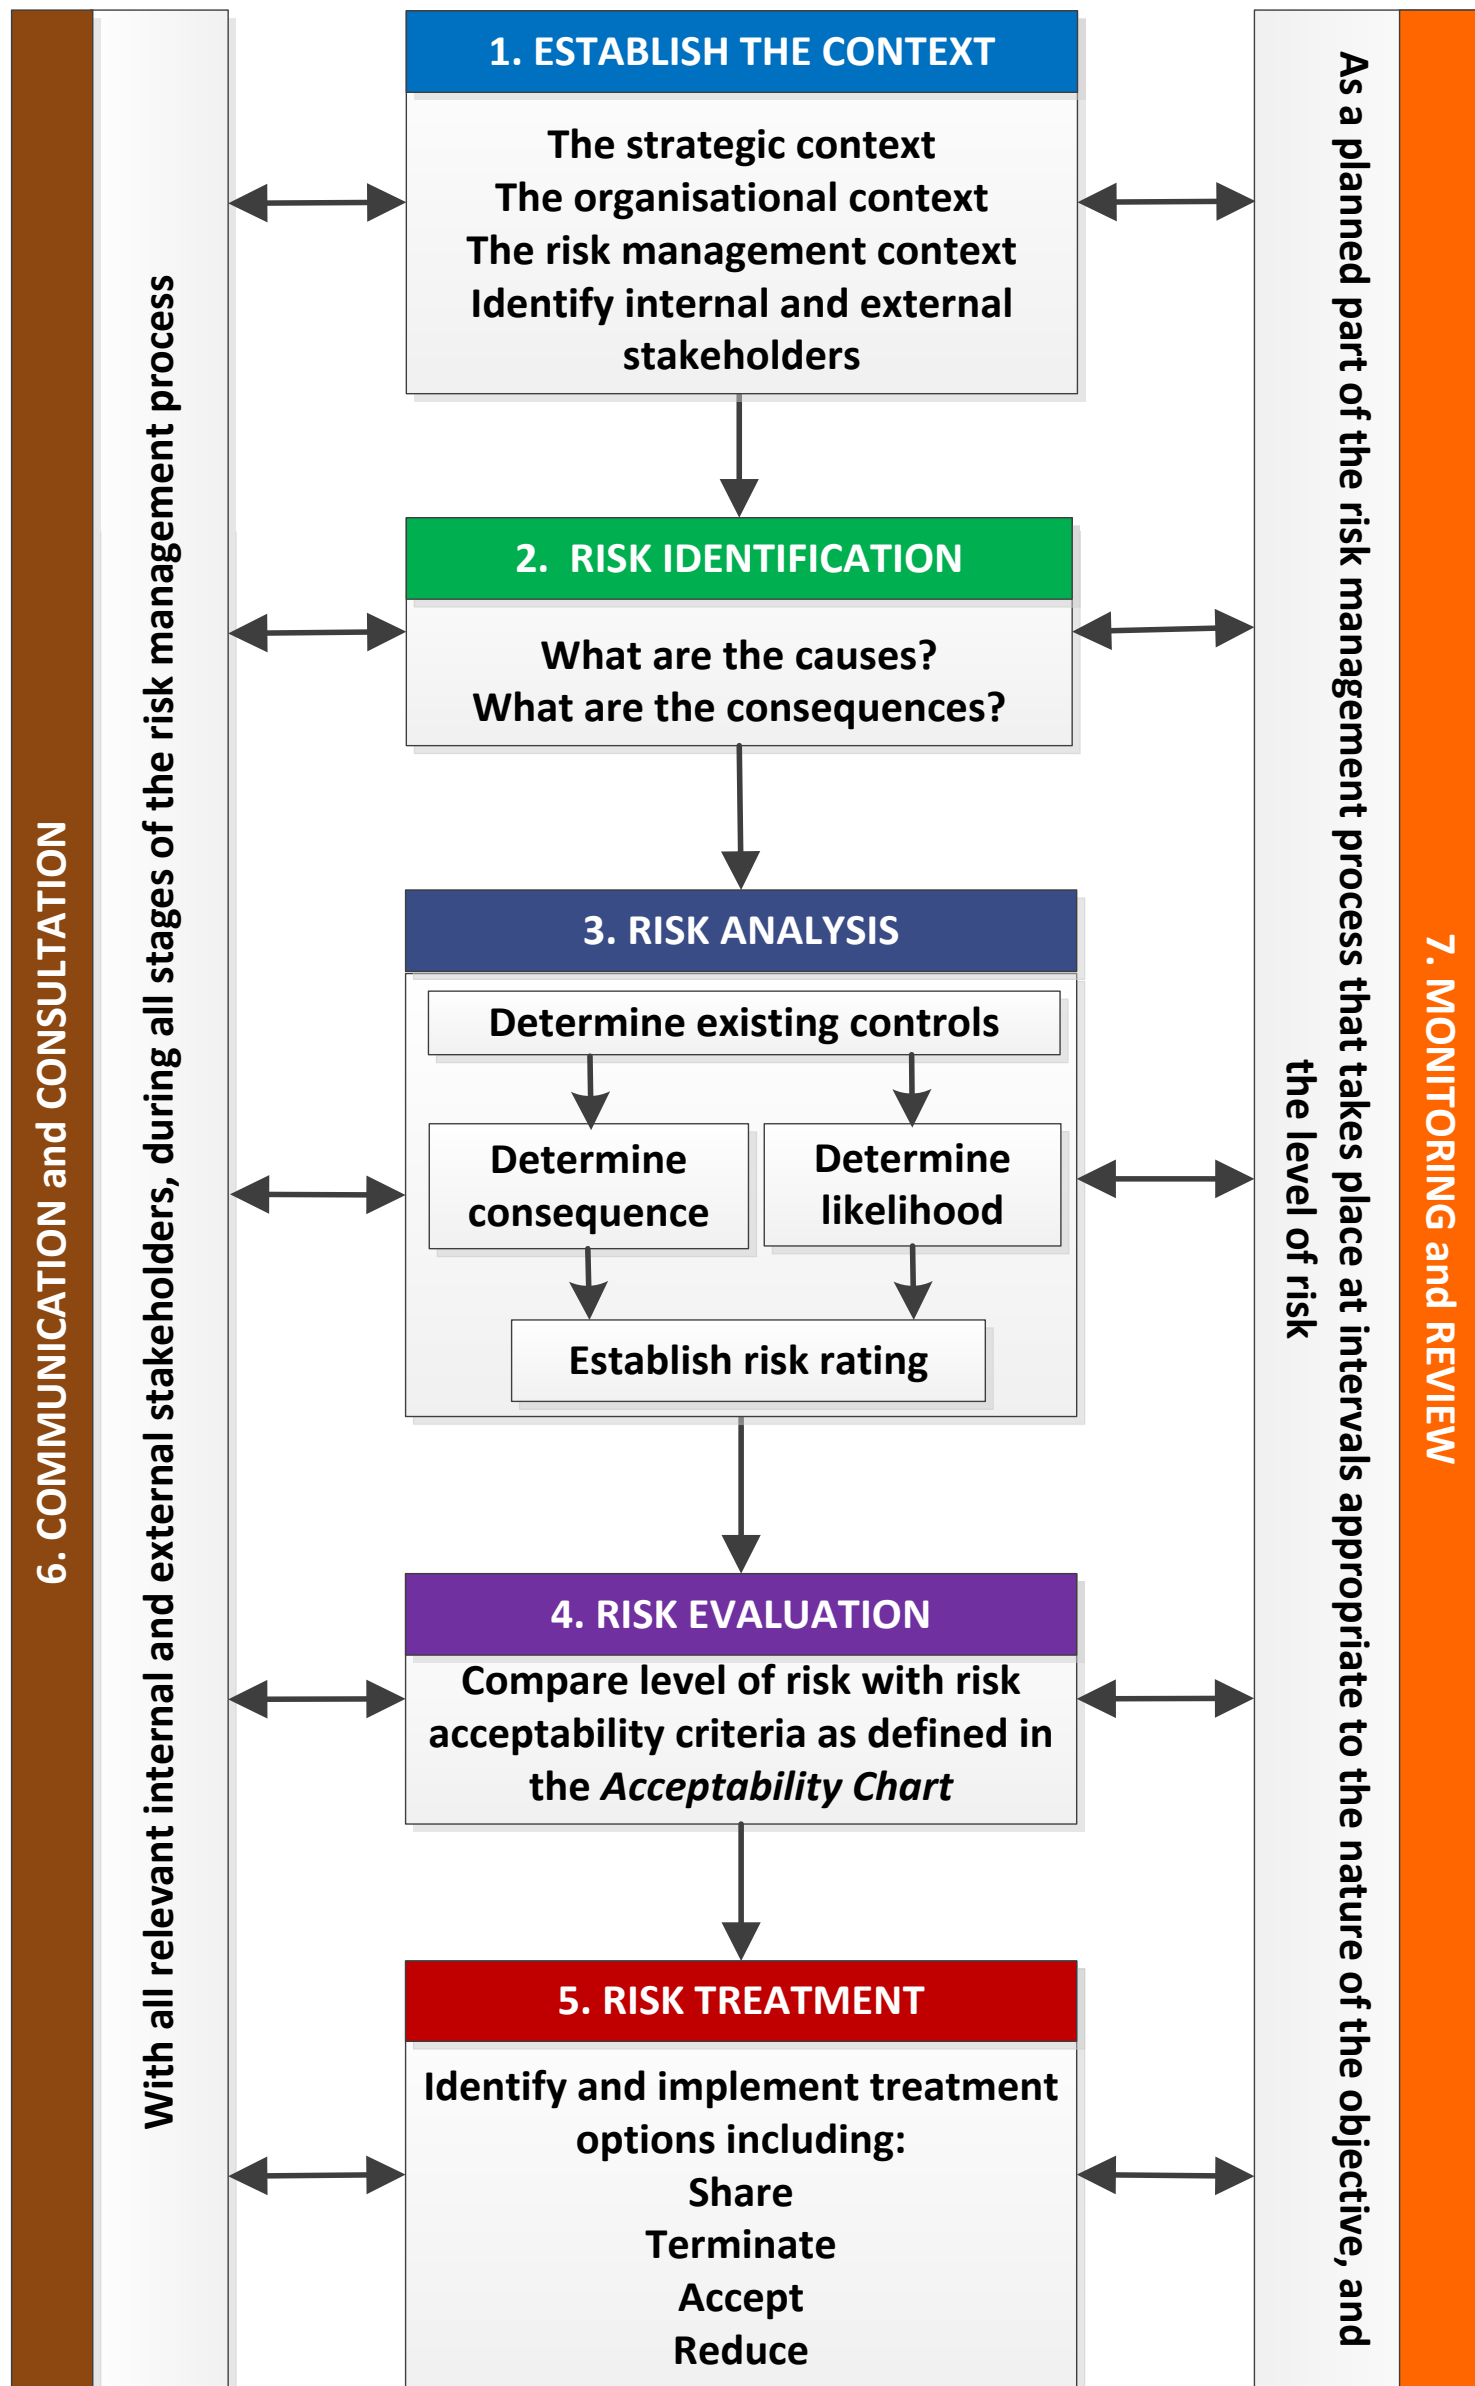 1. ESTABLISH THE CONTEXT
The strategic context
The organisational context
The risk management context
Identify internal and external
stakeholders
2. RISK IDENTIFICATION
What are the causes?
What are the consequences?
3. RISK ANALYSIS
Determine existing controls
Determine
consequence
Determine
likelihood
Establish risk rating
4. RISK EVALUATION
Compare level of risk with risk
acceptability criteria as defined in
the Acceptability Chart
5. RISK TREATMENT
Identify and implement treatment
options including:
Share
Terminate
Accept
Reduce
6. COMMUNICATION and CONSULTATION
With all relevant internal and external stakeholders, during all stages of the risk management process
7. MONITORING and REVIEW
As a planned part of the risk management process that takes place at intervals appropriate to the nature of the objective, and
the level of risk